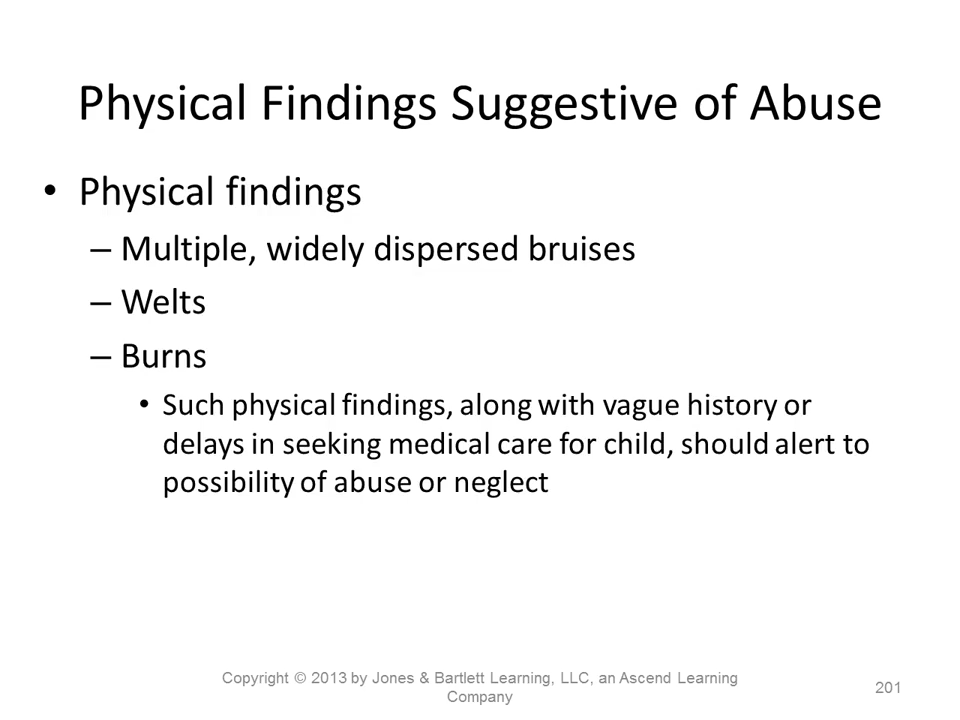 Physical Findings Suggestive of Abuse
• Physical findings
– Multiple, widely dispersed bruises
– Welts
– Burns
• Such physical findings, along with vague history or
delays in seeking medical care for child, should alert to
possibility of abuse or neglect
Copyright © 2013 by Jones & Bartlett Learning, LLC, an Ascend Learning
Company
201